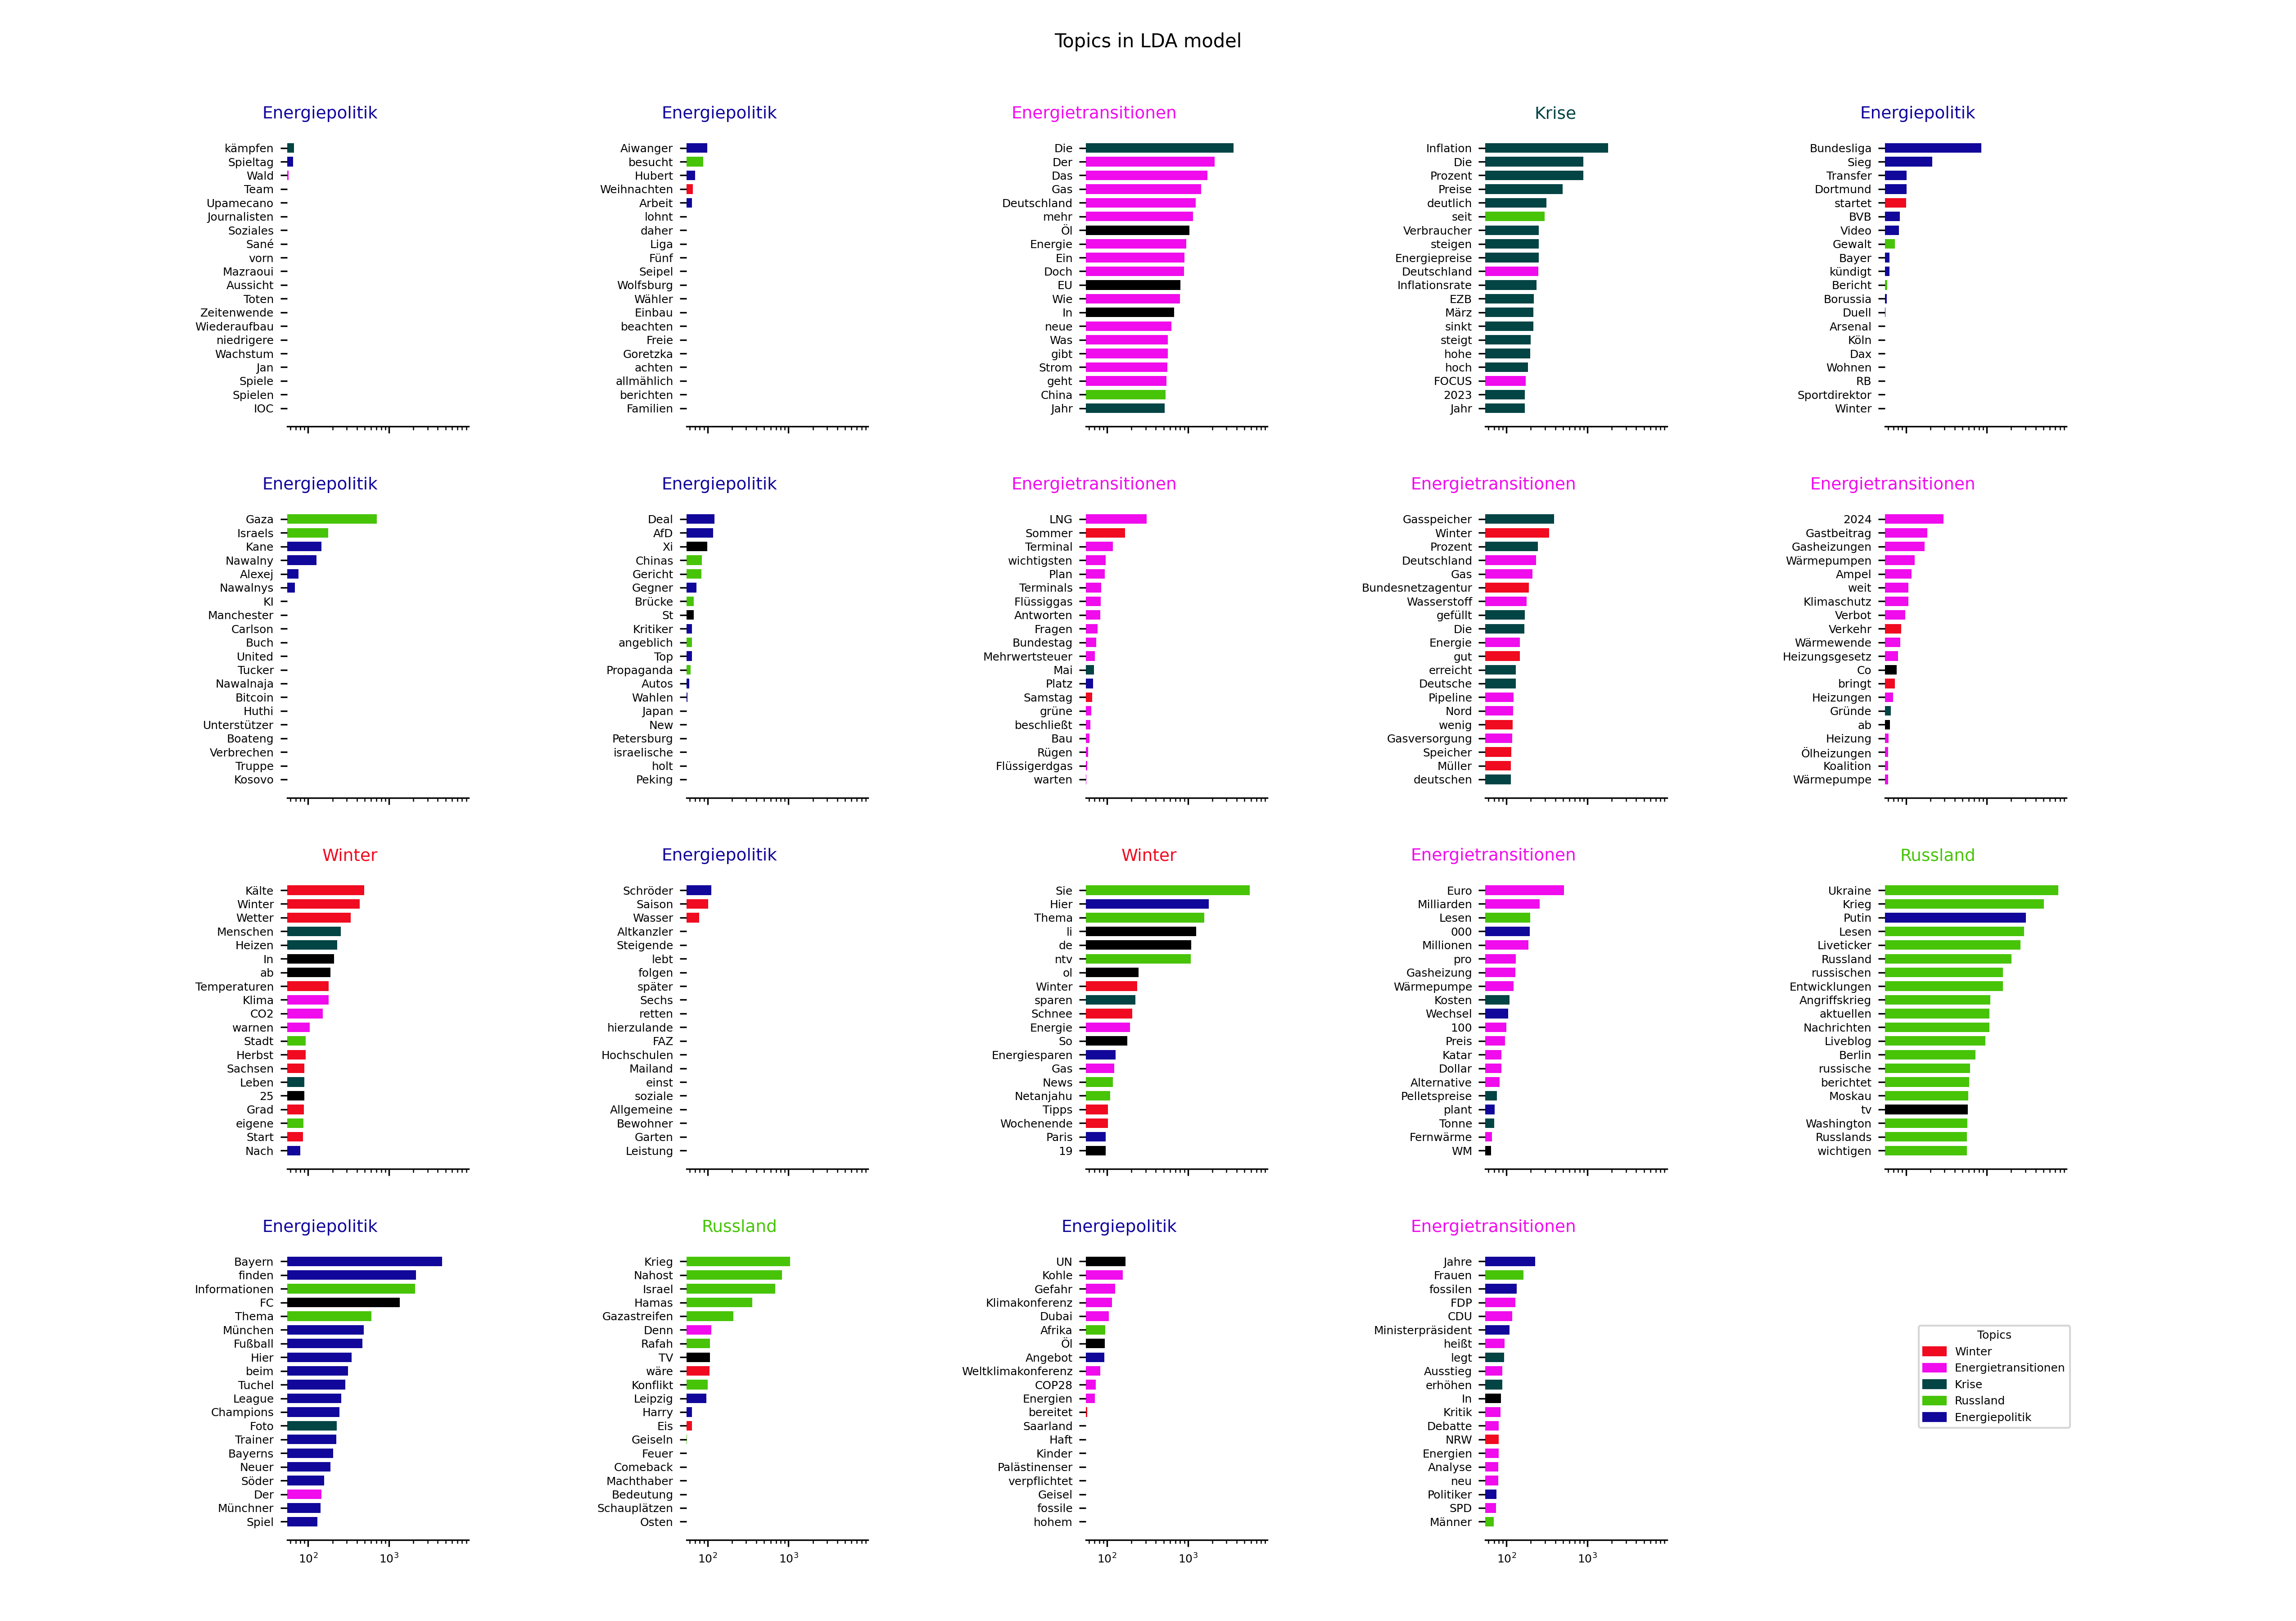 Topics in LDA model
Energiepolitik
kämpfen
Spieltag
Wald
Team
Upamecano
Journalisten
Soziales
Sané
vorn
Mazraoui
Aussicht
Toten
Zeitenwende
Wiederaufbau
niedrigere
Wachstum
Jan
Spiele
Spielen
IOC
Energiepolitik
Aiwanger
besucht
Hubert
Weihnachten
Arbeit
lohnt
daher
Liga
Fünf
Seipel
Wolfsburg
Wähler
Einbau
beachten
Freie
Goretzka
achten
allmählich
berichten
Familien
Energietransitionen
Die
Der
Das
Gas
Deutschland
mehr
Öl
Energie
Ein
Doch
EU
Wie
In
neue
Was
gibt
Strom
geht
China
Jahr
Krise
Inflation
Die
Prozent
Preise
deutlich
seit
Verbraucher
steigen
Energiepreise
Deutschland
Inflationsrate
EZB
März
sinkt
steigt
hohe
hoch
FOCUS
2023
Jahr
Energiepolitik
Bundesliga
Sieg
Transfer
Dortmund
startet
BVB
Video
Gewalt
Bayer
kündigt
Bericht
Borussia
Duell
Arsenal
Köln
Dax
Wohnen
RB
Sportdirektor
Winter
Energiepolitik
Gaza
Israels
Kane
Nawalny
Alexej
Nawalnys
KI
Manchester
Carlson
Buch
United
Tucker
Nawalnaja
Bitcoin
Huthi
Unterstützer
Boateng
Verbrechen
Truppe
Kosovo
Energiepolitik
Deal
AfD
Xi
Chinas
Gericht
Gegner
Brücke
St
Kritiker
angeblich
Top
Propaganda
Autos
Wahlen
Japan
New
Petersburg
israelische
holt
Peking
Energietransitionen
LNG
Sommer
Terminal
wichtigsten
Plan
Terminals
Flüssiggas
Antworten
Fragen
Bundestag
Mehrwertsteuer
Mai
Platz
Samstag
grüne
beschließt
Bau
Rügen
Flüssigerdgas
warten
Energietransitionen
Gasspeicher
Winter
Prozent
Deutschland
Gas
Bundesnetzagentur
Wasserstoff
gefüllt
Die
Energie
gut
erreicht
Deutsche
Pipeline
Nord
wenig
Gasversorgung
Speicher
Müller
deutschen
Energietransitionen
2024
Gastbeitrag
Gasheizungen
Wärmepumpen
Ampel
weit
Klimaschutz
Verbot
Verkehr
Wärmewende
Heizungsgesetz
Co
bringt
Heizungen
Gründe
ab
Heizung
Ölheizungen
Koalition
Wärmepumpe
Winter
Kälte
Winter
Wetter
Menschen
Heizen
In
ab
Temperaturen
Klima
CO2
warnen
Stadt
Herbst
Sachsen
Leben
25
Grad
eigene
Start
Nach
Energiepolitik
Schröder
Saison
Wasser
Altkanzler
Steigende
lebt
folgen
später
Sechs
retten
hierzulande
FAZ
Hochschulen
Mailand
einst
soziale
Allgemeine
Bewohner
Garten
Leistung
Winter
Sie
Hier
Thema
li
de
ntv
ol
Winter
sparen
Schnee
Energie
So
Energiesparen
Gas
News
Netanjahu
Tipps
Wochenende
Paris
19
Energietransitionen
Euro
Milliarden
Lesen
000
Millionen
pro
Gasheizung
Wärmepumpe
Kosten
Wechsel
100
Preis
Katar
Dollar
Alternative
Pelletspreise
plant
Tonne
Fernwärme
WM
Russland
Ukraine
Krieg
Putin
Lesen
Liveticker
Russland
russischen
Entwicklungen
Angriffskrieg
aktuellen
Nachrichten
Liveblog
Berlin
russische
berichtet
Moskau
tv
Washington
Russlands
wichtigen
Energiepolitik
Bayern
finden
Informationen
FC
Thema
München
Fußball
Hier
beim
Tuchel
League
Champions
Foto
Trainer
Bayerns
Neuer
Söder
Der
Münchner
Spiel
10² 10³
Russland
Krieg
Nahost
Israel
Hamas
Gazastreifen
Denn
Rafah
TV
wäre
Konflikt
Leipzig
Harry
Eis
Geiseln
Feuer
Comeback
Machthaber
Bedeutung
Schauplätzen
Osten
10² 10³
Energiepolitik
UN
Kohle
Gefahr
Klimakonferenz
Dubai
Afrika
Öl
Angebot
Weltklimakonferenz
COP28
Energien
bereitet
Saarland
Haft
Kinder
Palästinenser
verpflichtet
Geisel
fossile
hohem
10² 10³
Energietransitionen
Jahre
Frauen
fossilen
FDP
CDU
Ministerpräsident
heißt
legt
Ausstieg
erhöhen
In
Kritik
Debatte
NRW
Energien
Analyse
neu
Politiker
SPD
Männer
10² 10³
Topics
Winter
Energietransitionen
Krise
Russland
Energiepolitik